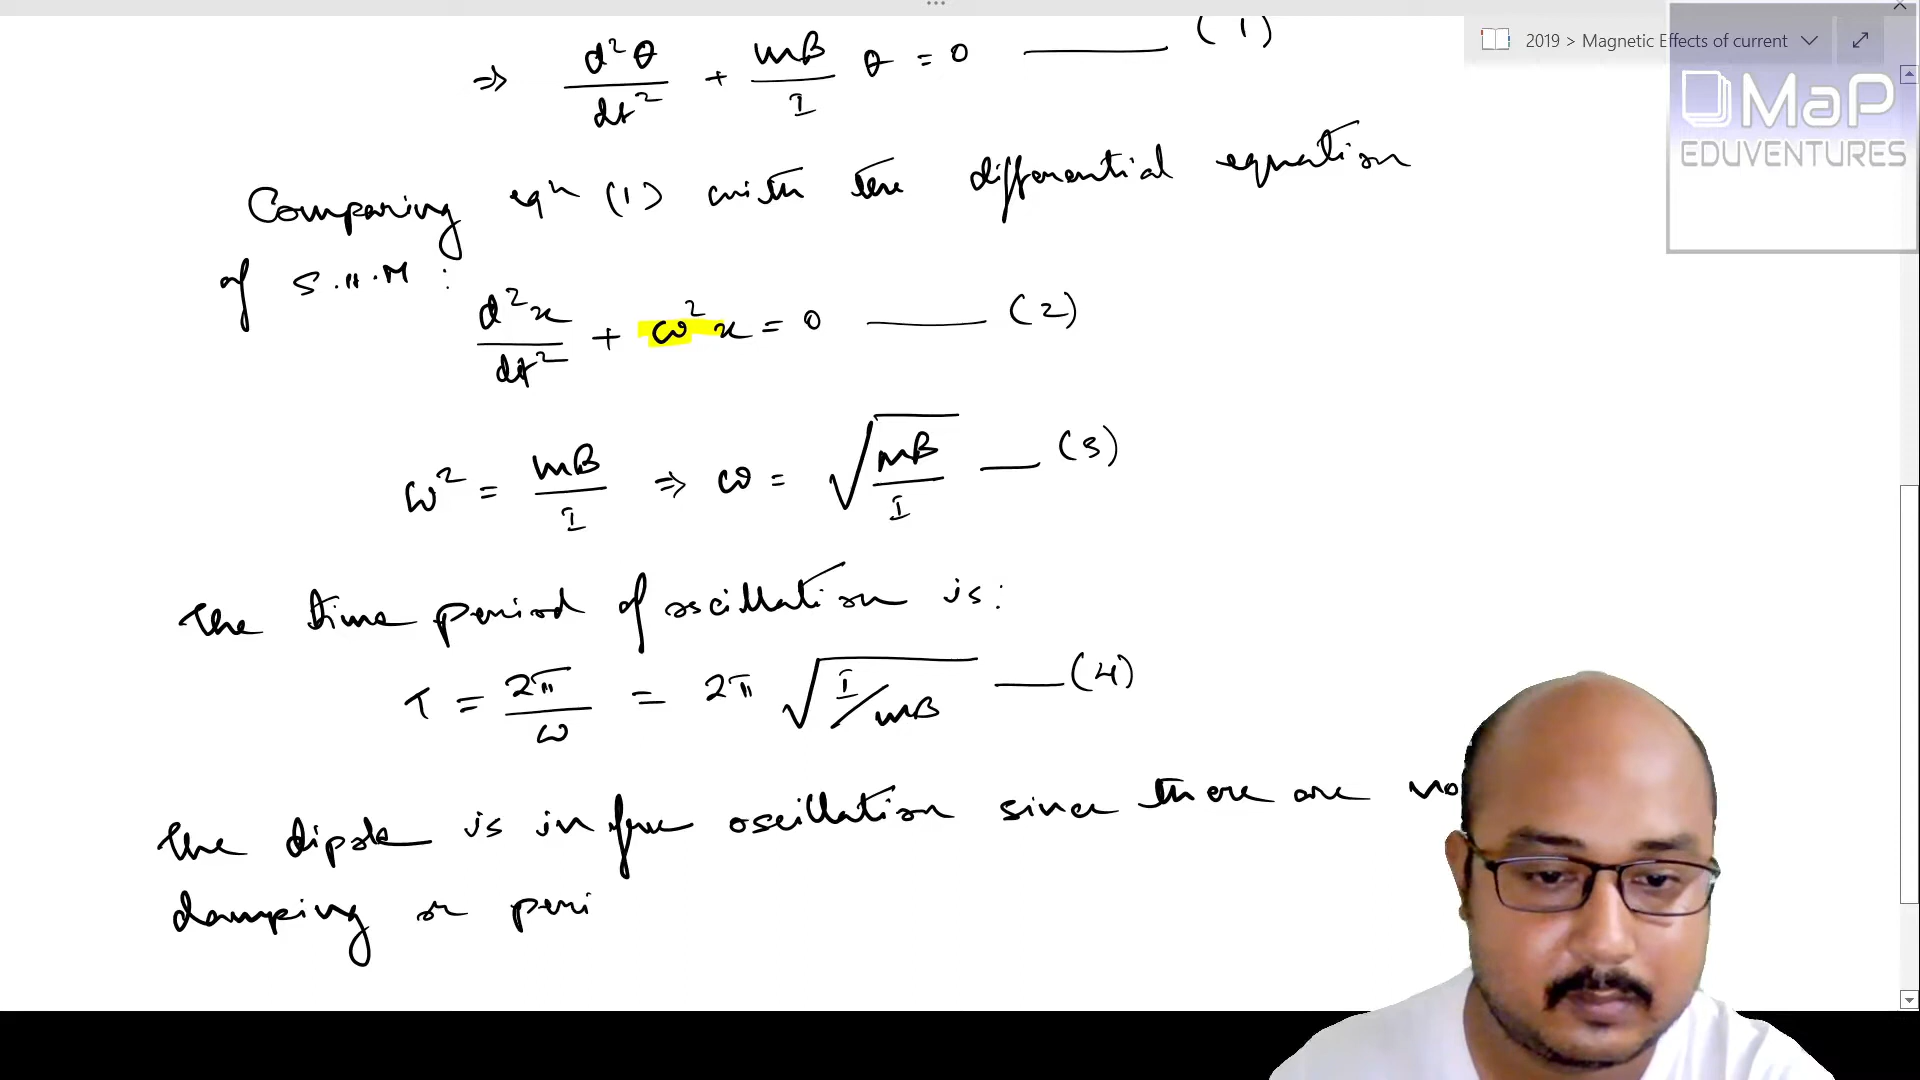 ⇒ d²θ/dt² + mB/I θ = 0 —— (1)
2019 > Magnetic Effects of current
MaP
EDUVENTURES
Comparing eqn (1) with the differential equation
of S.H.M :
d²x/dt² + ω²x = 0 —— (2)
ω² = mB/I ⇒ ω = √(mB/I) — (3)
The time period of oscillation is:
T = 2π/ω = 2π √(I/mB) — (4)
The dipole is in free oscillation since there are no
damping or peri